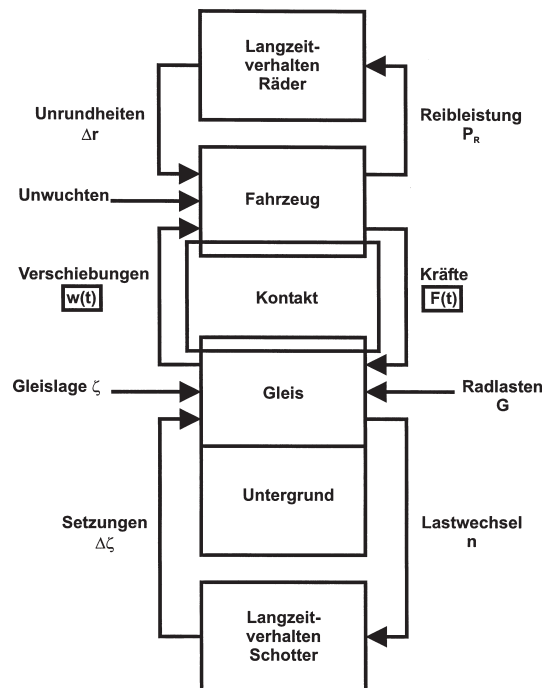 Langzeit-
verhalten
Räder
Unrundheiten
Δr
Reibleistung
P_R
Unwuchten
Fahrzeug
Verschiebungen
w(t)
Kontakt
Kräfte
F(t)
Gleislage ζ
Gleis
Radlasten
G
Untergrund
Setzungen
Δζ
Lastwechsel
n
Langzeit-
verhalten
Schotter